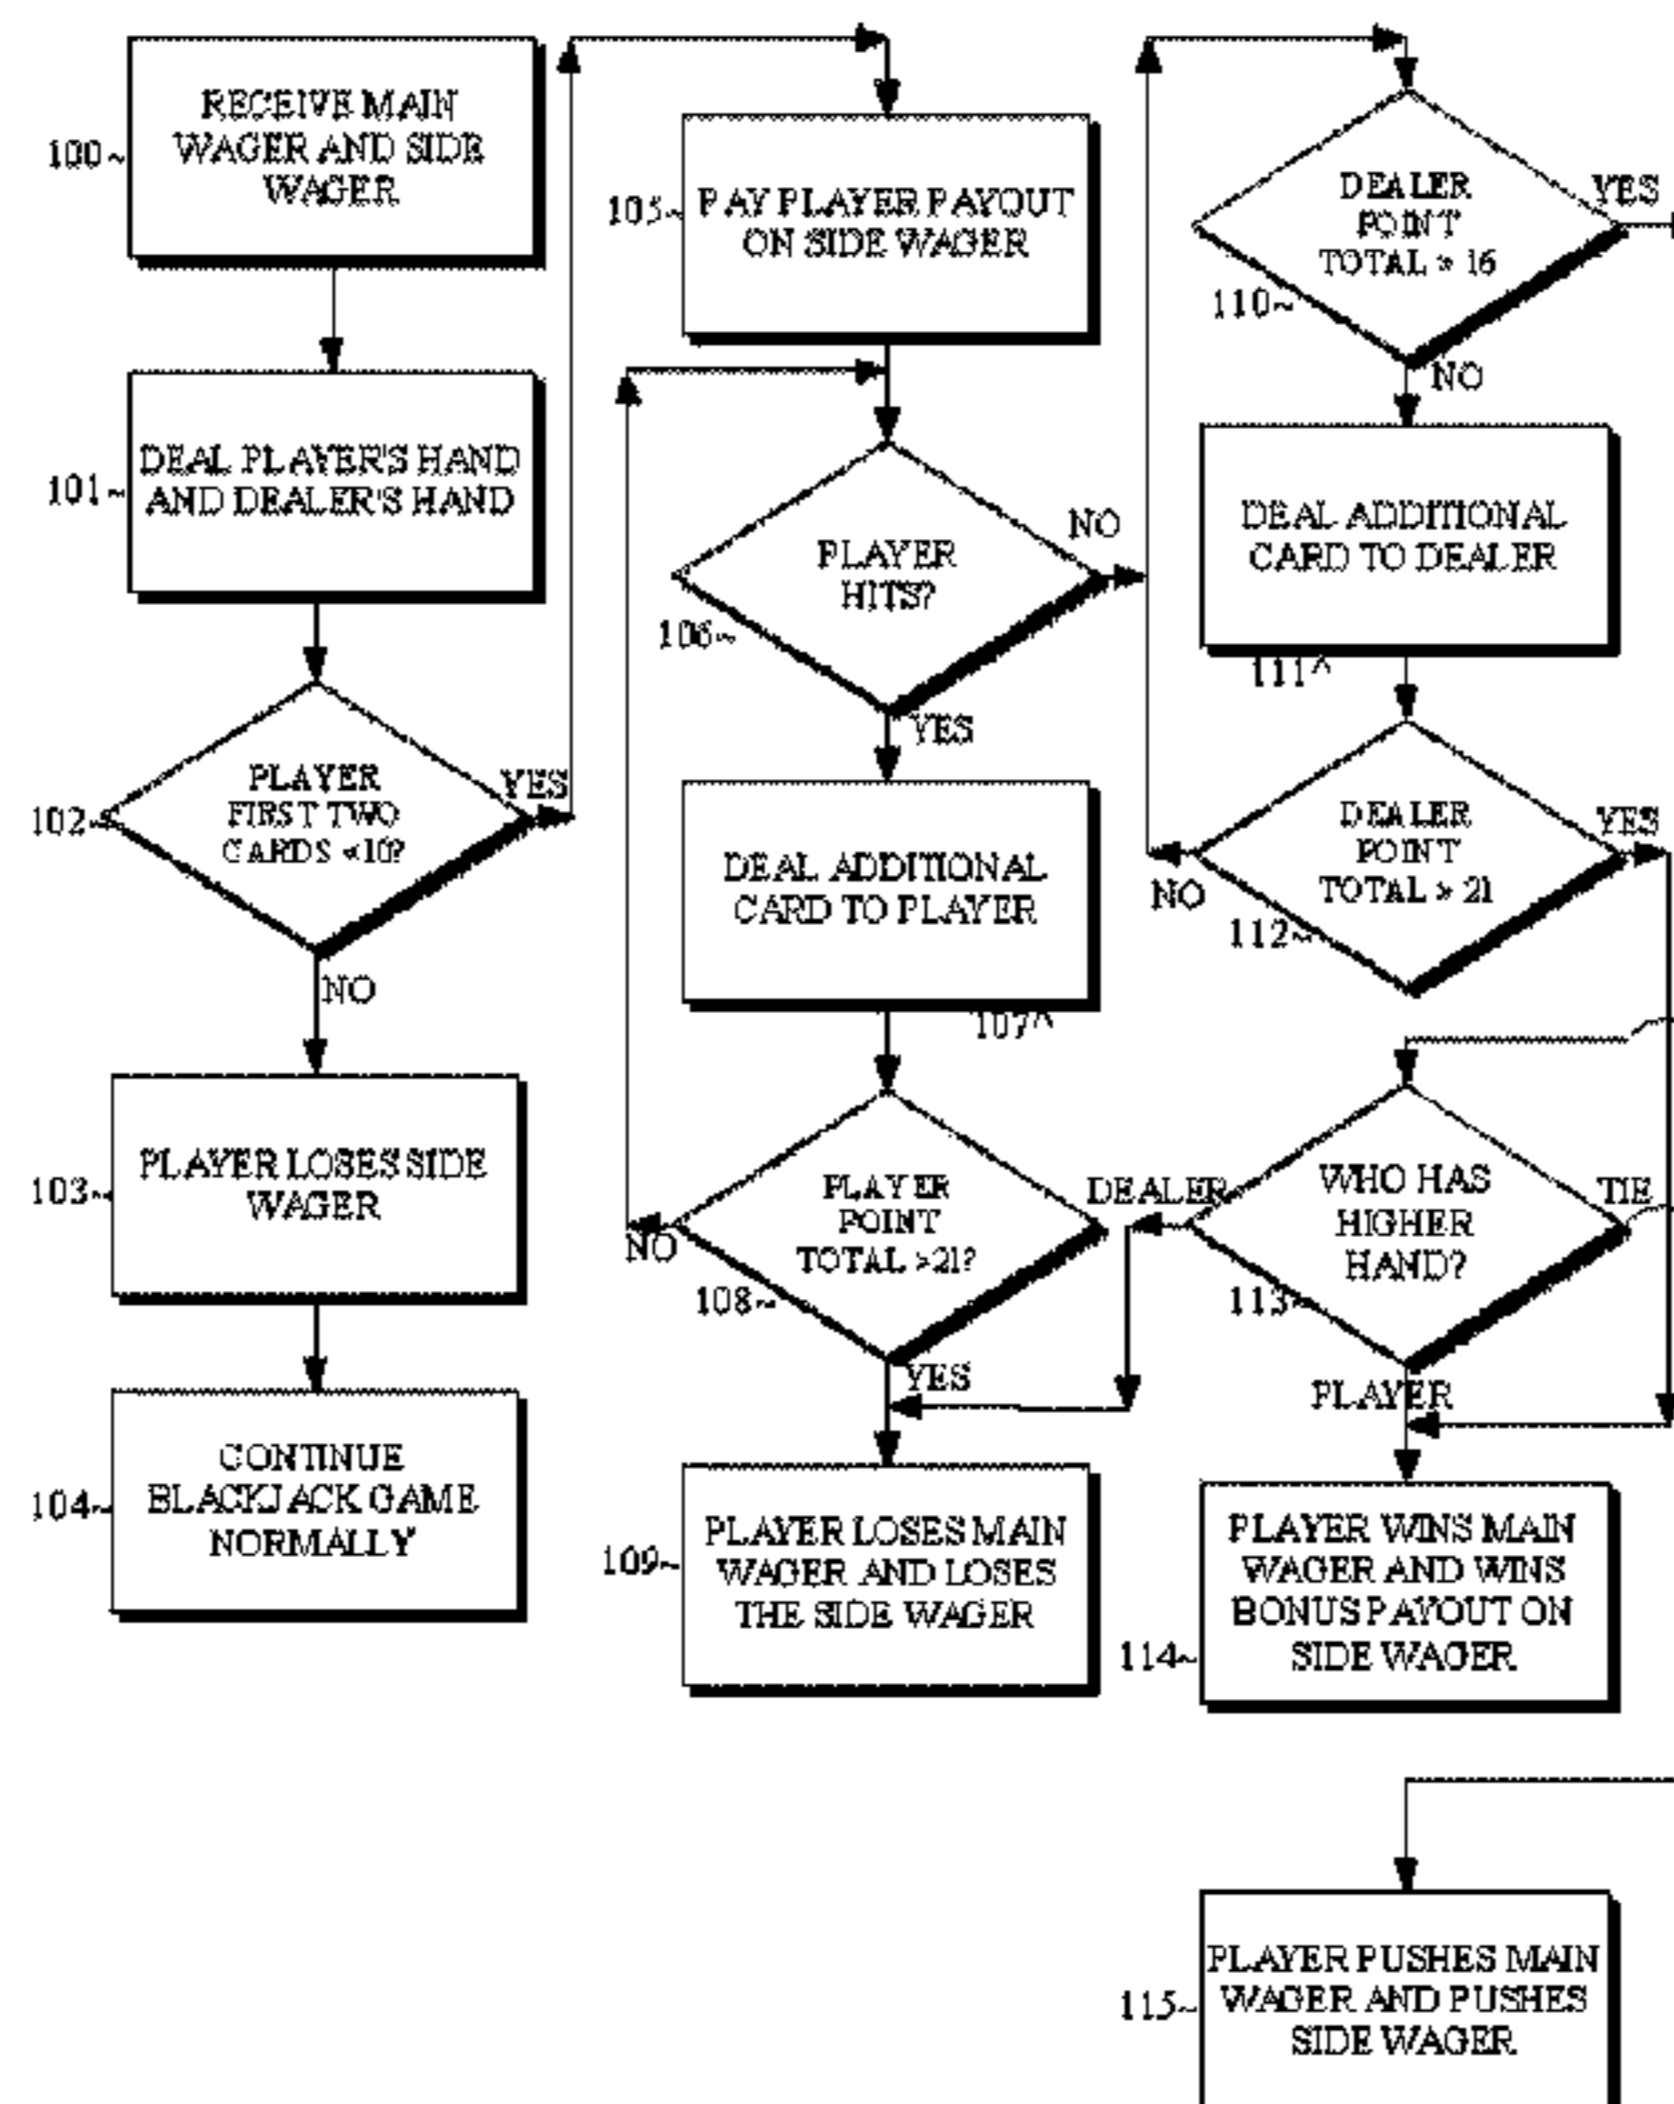 RECEIVE MAIN
WAGER AND SIDE
WAGER
100~
DEAL PLAYER'S HAND
AND DEALER'S HAND
101~
PLAYER
FIRST TWO
CARDS <10?
YES
102~
NO
PLAYER LOSES SIDE
WAGER
103~
CONTINUE
BLACKJACK GAME
NORMALLY
104~
PAY PLAYER PAYOUT
ON SIDE WAGER
105~
PLAYER
HITS?
NO
106~
YES
DEAL ADDITIONAL
CARD TO PLAYER
107^
PLAYER
POINT
TOTAL >21?
NO
108~
YES
PLAYER LOSES MAIN
WAGER AND LOSES
THE SIDE WAGER
109~
DEALER
POINT
TOTAL > 16
YES
110~
NO
DEAL ADDITIONAL
CARD TO DEALER
111^
DEALER
POINT
TOTAL > 21
YES
NO
112~
WHO HAS
HIGHER
HAND?
DEALER
TIE
113~
PLAYER
PLAYER WINS MAIN
WAGER AND WINS
BONUS PAYOUT ON
SIDE WAGER
114~
PLAYER PUSHES MAIN
WAGER AND PUSHES
SIDE WAGER
115~